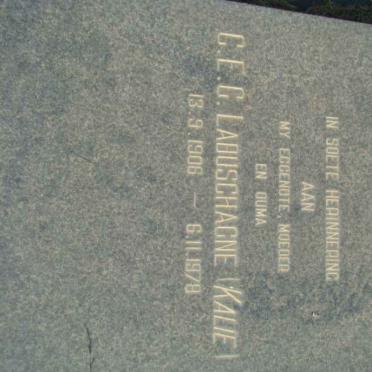 IN SOETE HERINNERING
AAN
MY EGGENOTE, MOEDER
EN OUMA
C.E.C. LABUSCHAGNE (KALIE)
13.9.1906 — 6.11.1979